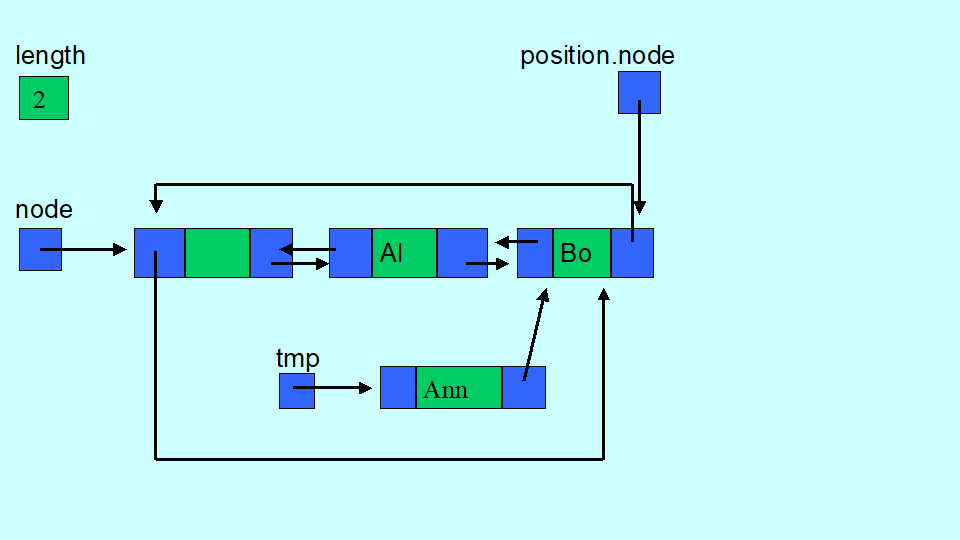 length
position.node
2
node
Al
Bo
tmp
Ann